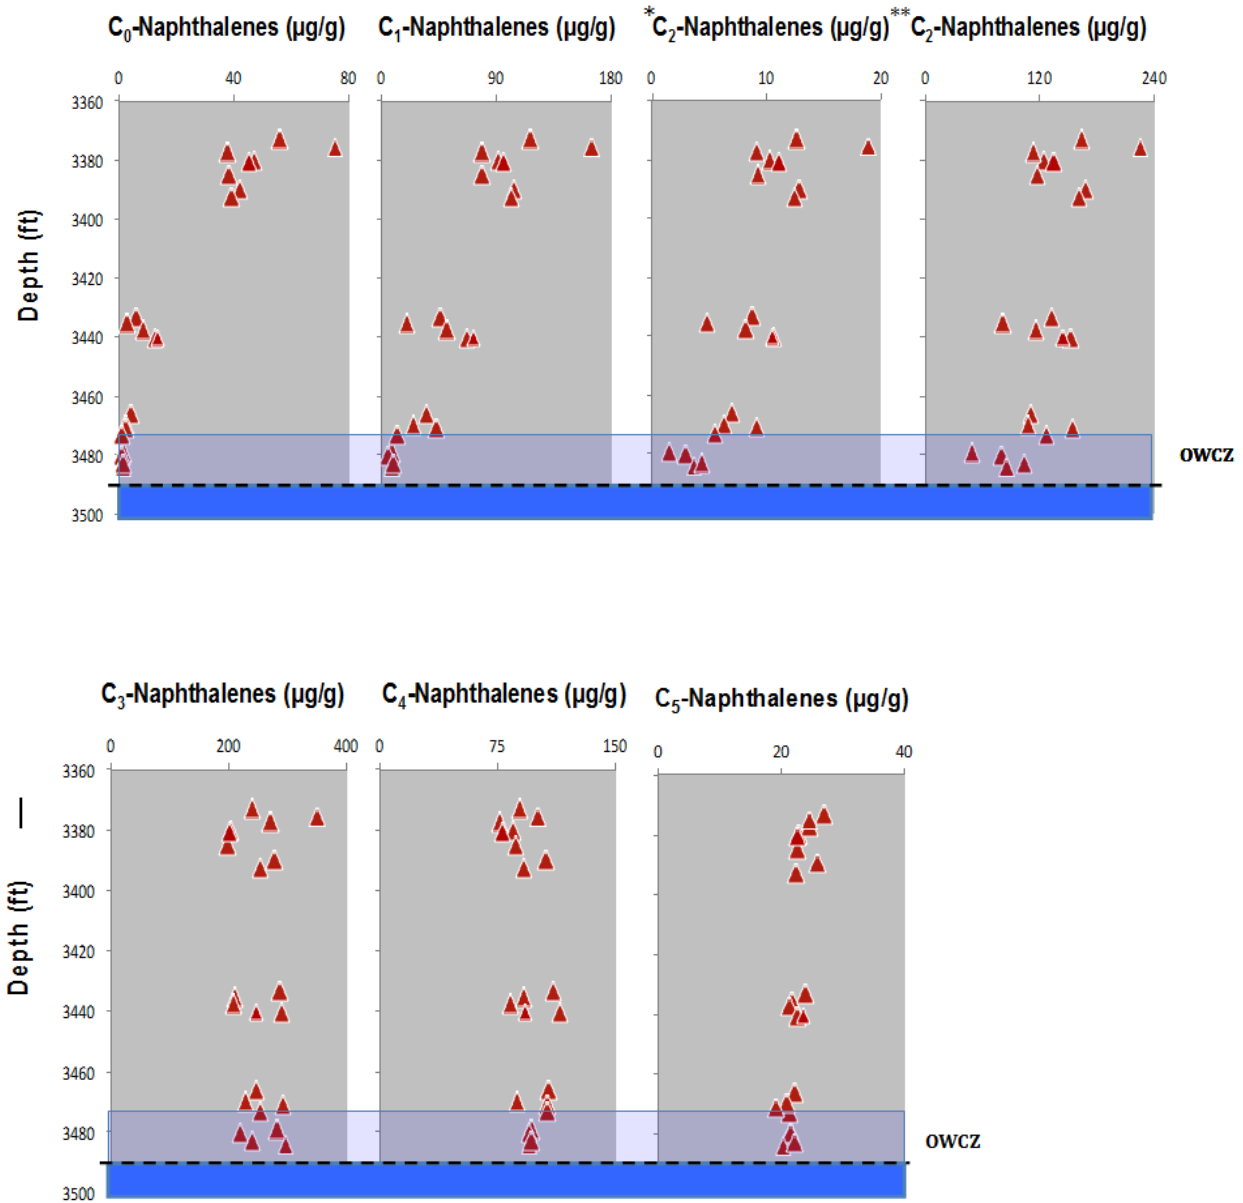 C0-Naphthalenes (µg/g) C1-Naphthalenes (µg/g) *C2-Naphthalenes (µg/g) **C2-Naphthalenes (µg/g)
0 40 80 0 90 180 0 10 20 0 120 240
3360
3380
3400
3420
3440
3460
3480
3500
Depth (ft)
OWCZ
C3-Naphthalenes (µg/g) C4-Naphthalenes (µg/g) C5-Naphthalenes (µg/g)
0 200 400 0 75 150 0 20 40
3360
3380
3400
3420
3440
3460
3480
3500
Depth (ft)
OWCZ